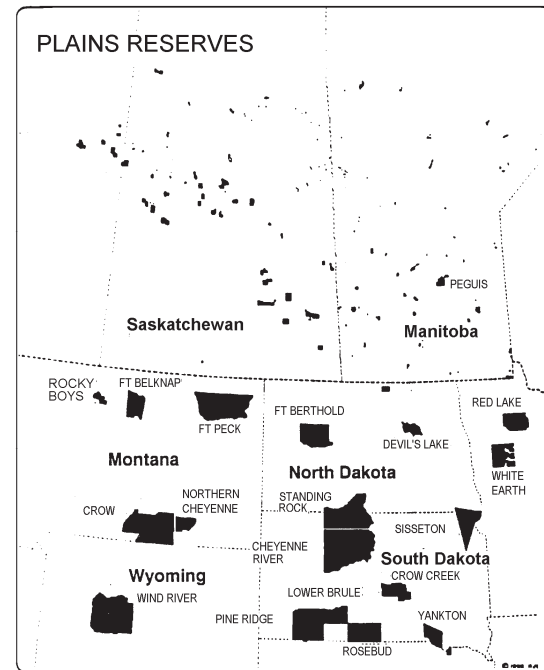 PLAINS RESERVES
PEGUIS
Saskatchewan
Manitoba
ROCKY
BOYS
FT BELKNAP
FT PECK
FT BERTHOLD
DEVIL'S LAKE
RED LAKE
WHITE
EARTH
Montana
North Dakota
CROW
NORTHERN
CHEYENNE
STANDING
ROCK
SISSETON
CHEYENNE
RIVER
South Dakota
Wyoming
WIND RIVER
CROW CREEK
LOWER BRULE
PINE RIDGE
ROSEBUD
YANKTON